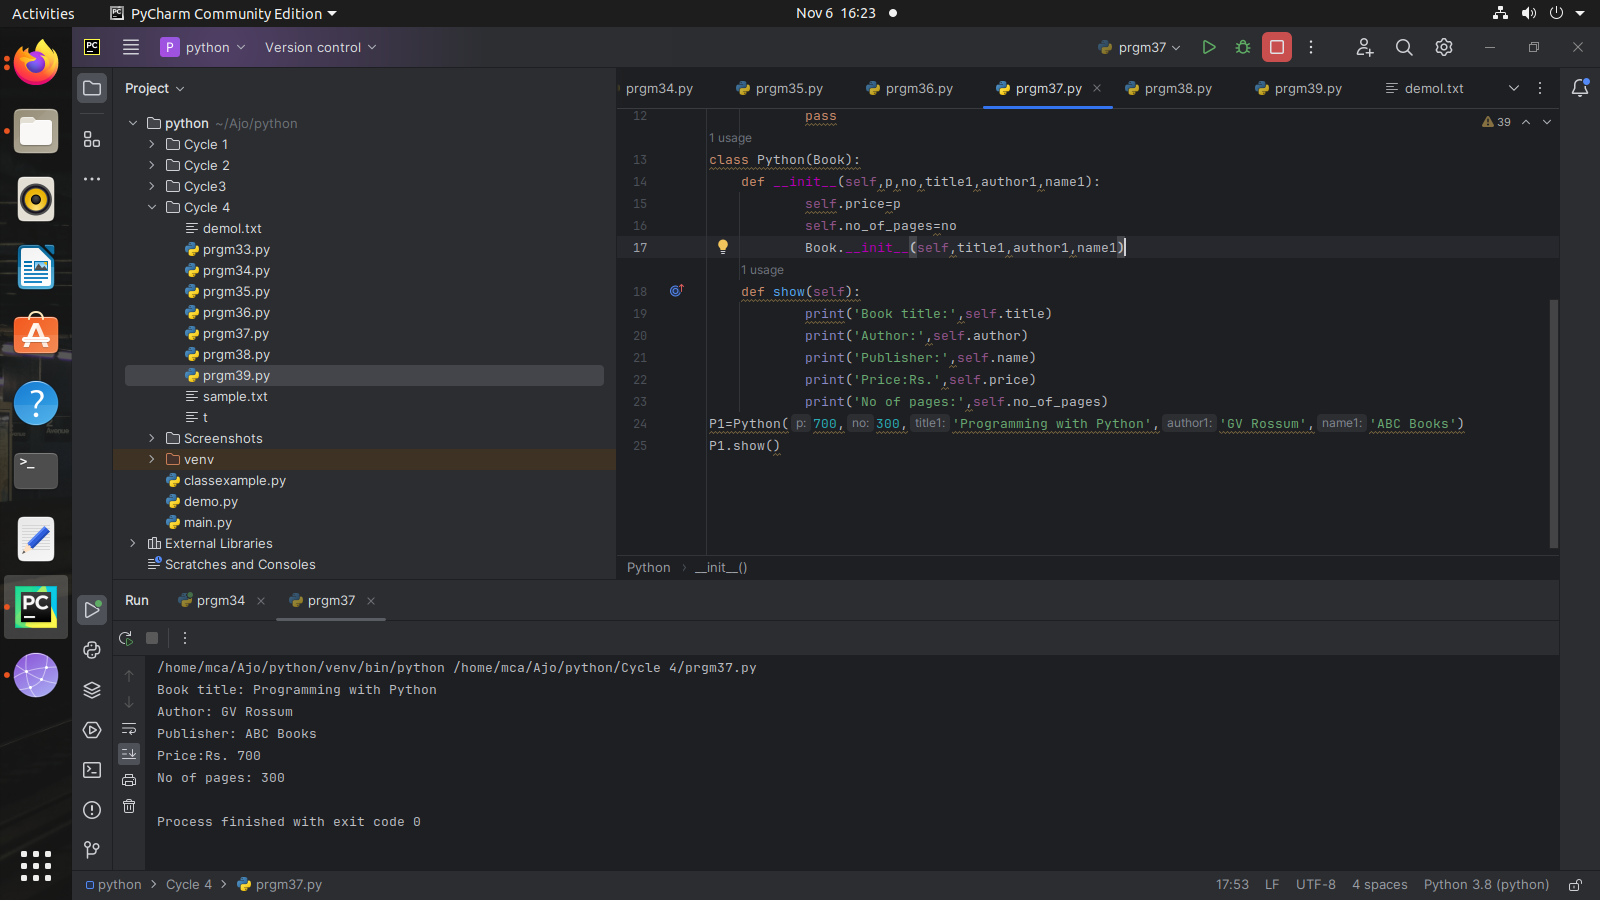 Activities
PyCharm Community Edition
Nov 6 16:23
PC
P
python
Version control
prgm37
Project
prgm34.py
prgm35.py
prgm36.py
prgm37.py
prgm38.py
prgm39.py
demol.txt
python ~/Ajo/python
Cycle 1
Cycle 2
Cycle3
Cycle 4
demol.txt
prgm33.py
prgm34.py
prgm35.py
prgm36.py
prgm37.py
prgm38.py
prgm39.py
sample.txt
t
Screenshots
venv
classexample.py
demo.py
main.py
External Libraries
Scratches and Consoles
39
12 pass
1 usage
13 class Python(Book):
14 def __init__(self,p,no,title1,author1,name1):
15 self.price=p
16 self.no_of_pages=no
17 Book.__init__(self,title1,author1,name1)
1 usage
18 def show(self):
19 print('Book title:',self.title)
20 print('Author:',self.author)
21 print('Publisher:',self.name)
22 print('Price:Rs.',self.price)
23 print('No of pages:',self.no_of_pages)
24 P1=Python( p: 700, no: 300, title1: 'Programming with Python', author1: 'GV Rossum', name1: 'ABC Books')
25 P1.show()
Python > __init__()
Run
prgm34
prgm37
/home/mca/Ajo/python/venv/bin/python /home/mca/Ajo/python/Cycle 4/prgm37.py
Book title: Programming with Python
Author: GV Rossum
Publisher: ABC Books
Price:Rs. 700
No of pages: 300
Process finished with exit code 0
PC
python > Cycle 4 > prgm37.py
17:53 LF UTF-8 4 spaces Python 3.8 (python)